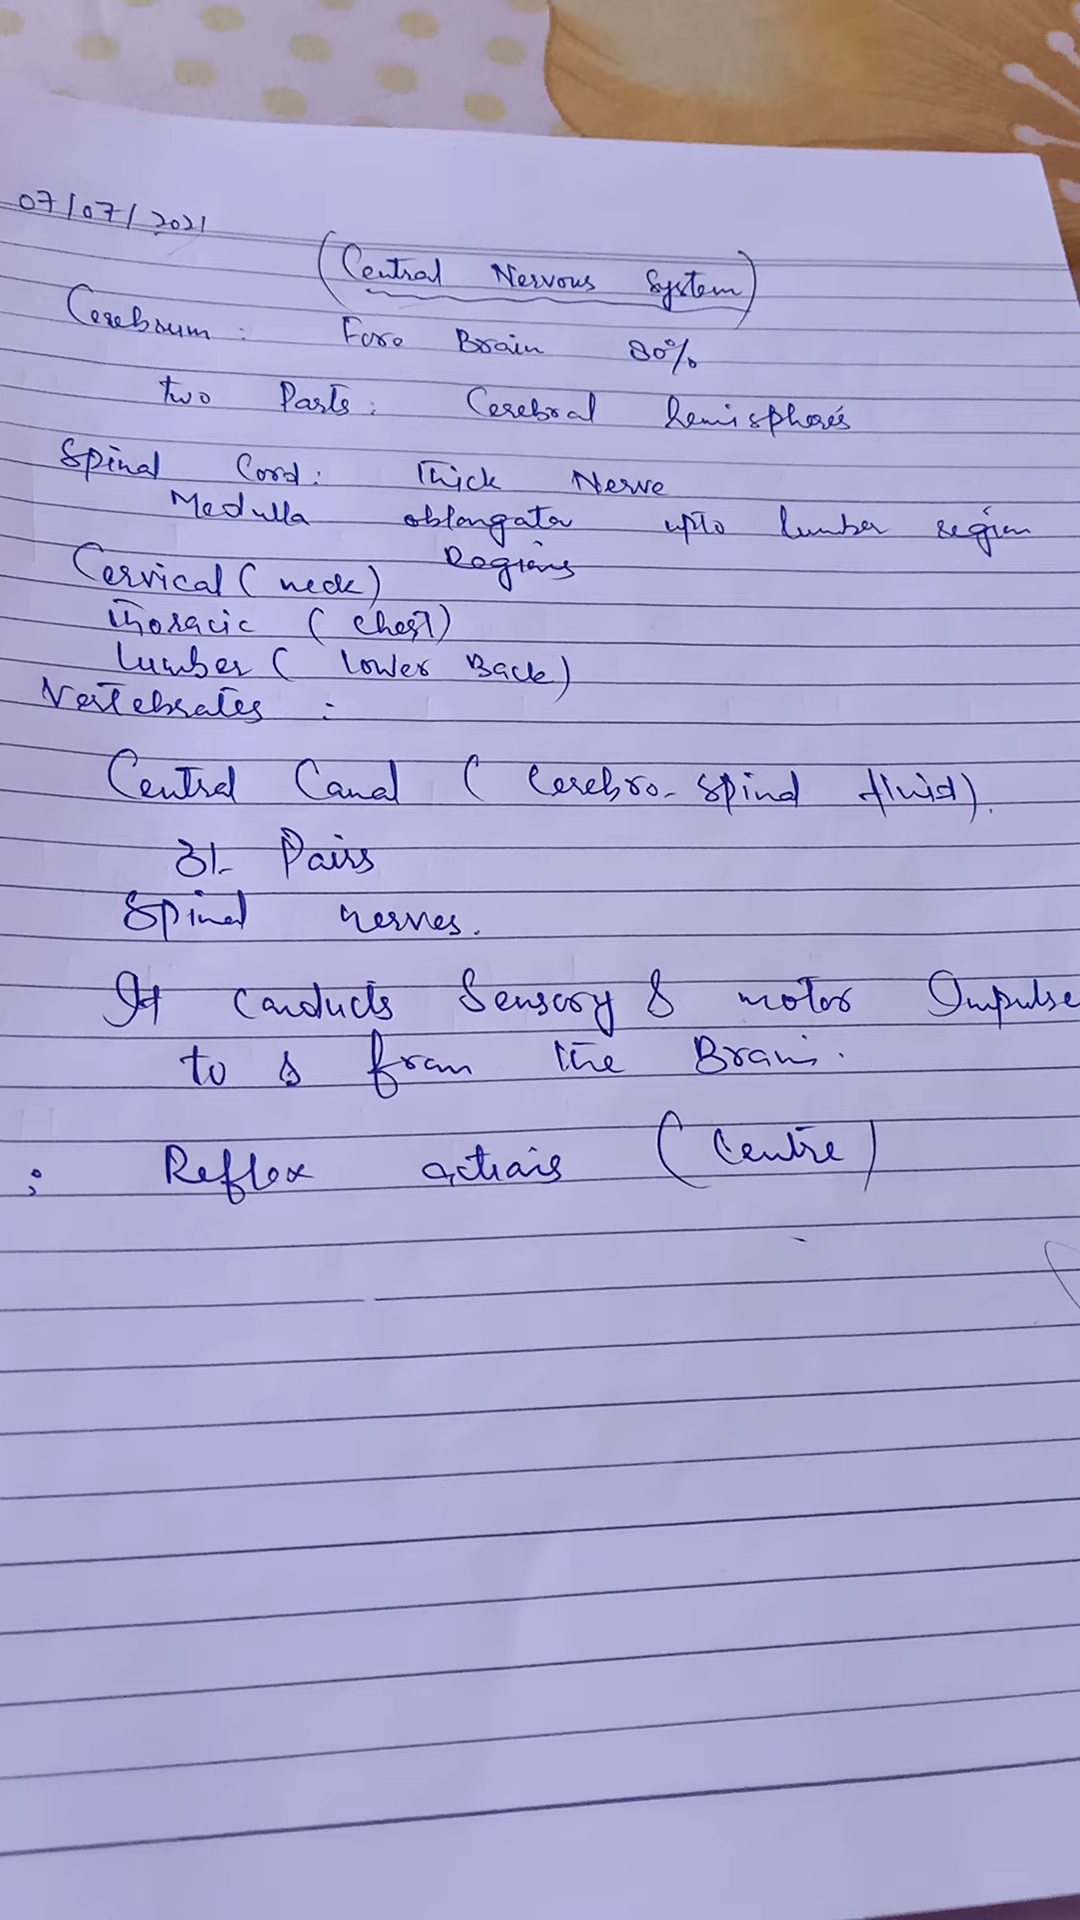 07/07/2021
(Central Nervous System)
Cerebrum : Fore Brain 80%
two Parts : Cerebral hemispheres
Spinal Cord : Thick Nerve
Medulla oblongata upto lumber region
Regions
Cervical ( neck )
thoracic ( chest )
lumber ( lower Back )
Vertebrates :
Central Canal ( Cerebro-spinal fluid ).
31- Pairs
Spinal nerves.
It conducts Sensory & motor Impulse
to & from the Brain.
: Reflex actions ( Centre )